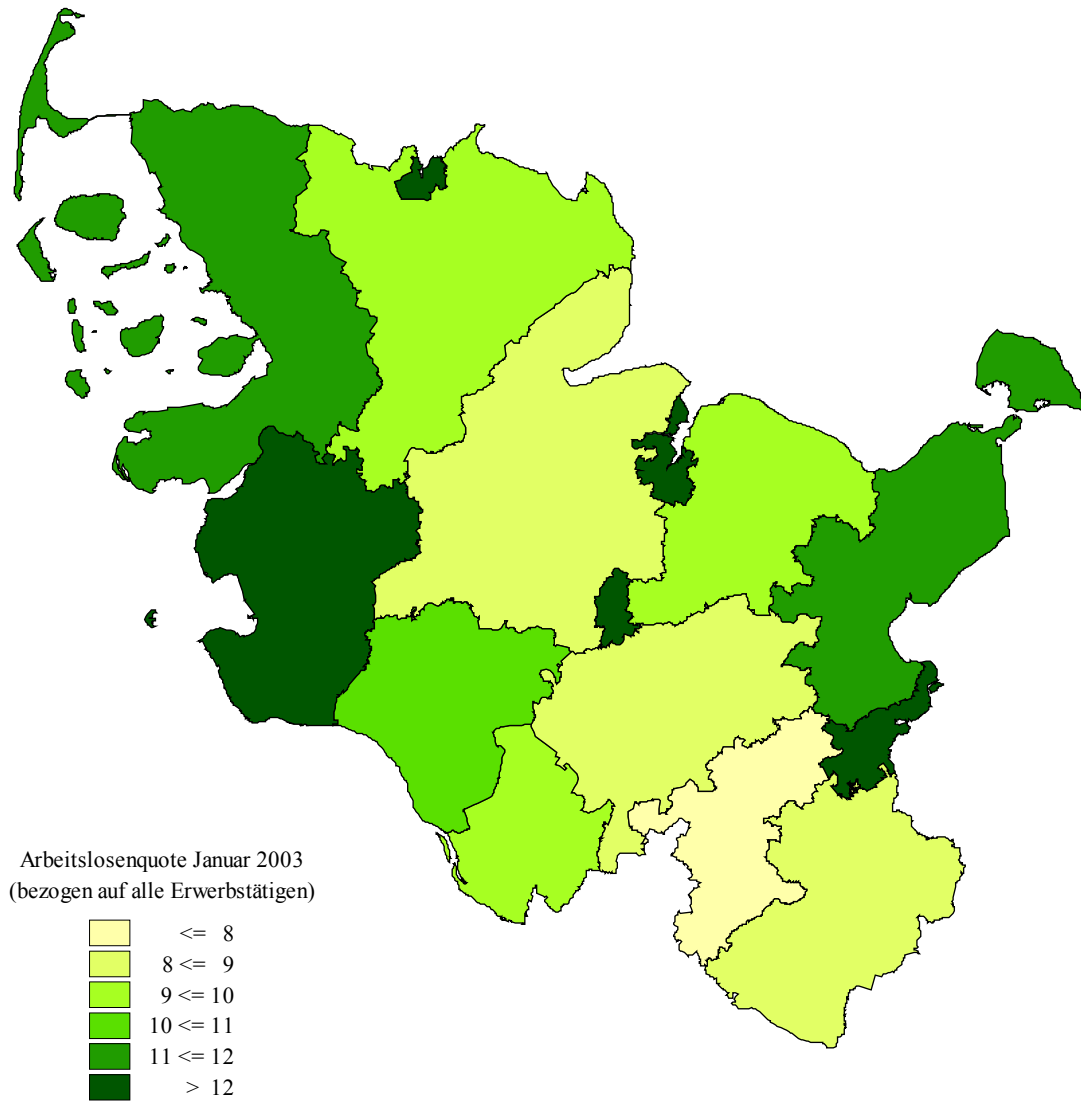 Arbeitslosenquote Januar 2003
(bezogen auf alle Erwerbstätigen)
<= 8
8 <= 9
9 <= 10
10 <= 11
11 <= 12
> 12